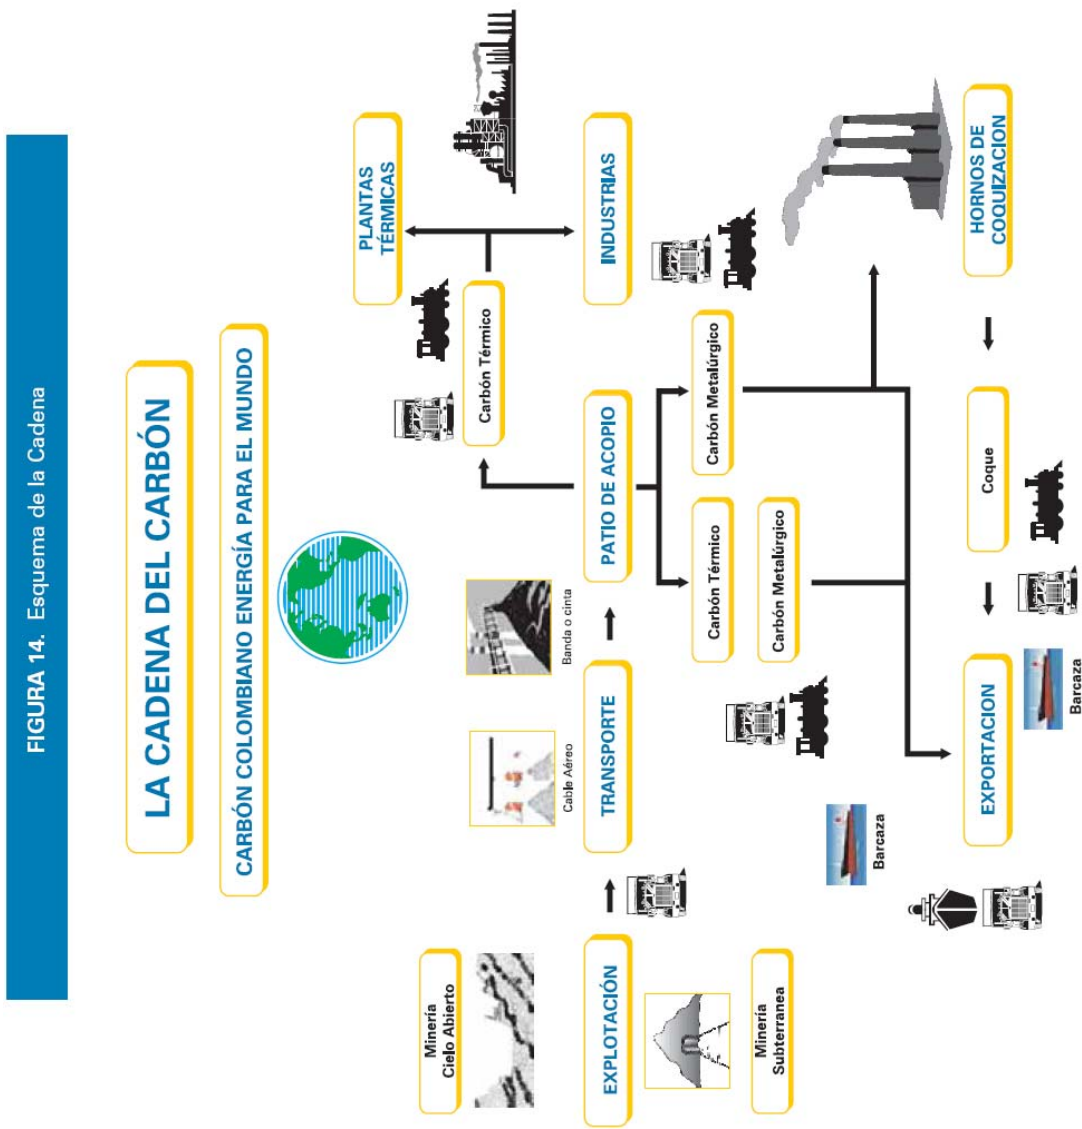 FIGURA 14. Esquema de la Cadena
LA CADENA DEL CARBÓN
CARBÓN COLOMBIANO ENERGÍA PARA EL MUNDO
Minería
Cielo Abierto
EXPLOTACIÓN
Minería
Subterranea
Cable Aéreo
TRANSPORTE
Banda o cinta
PATIO DE ACOPIO
Carbón Térmico
PLANTAS
TÉRMICAS
INDUSTRIAS
Carbón Térmico
Carbón Metalúrgico
Carbón Metalúrgico
Barcaza
EXPORTACION
Barcaza
Coque
HORNOS DE
COQUIZACION